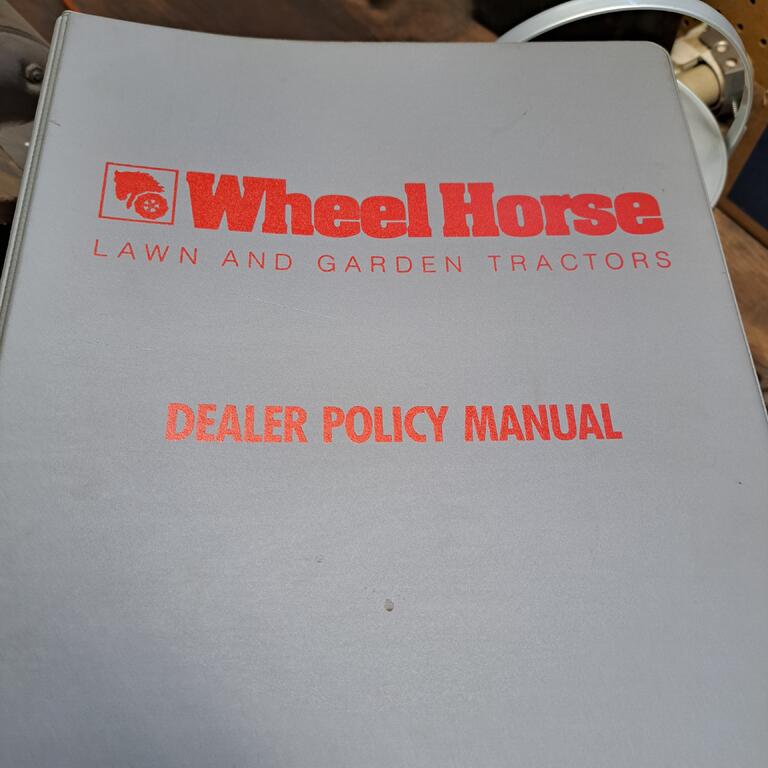 Wheel Horse
LAWN AND GARDEN TRACTORS
DEALER POLICY MANUAL